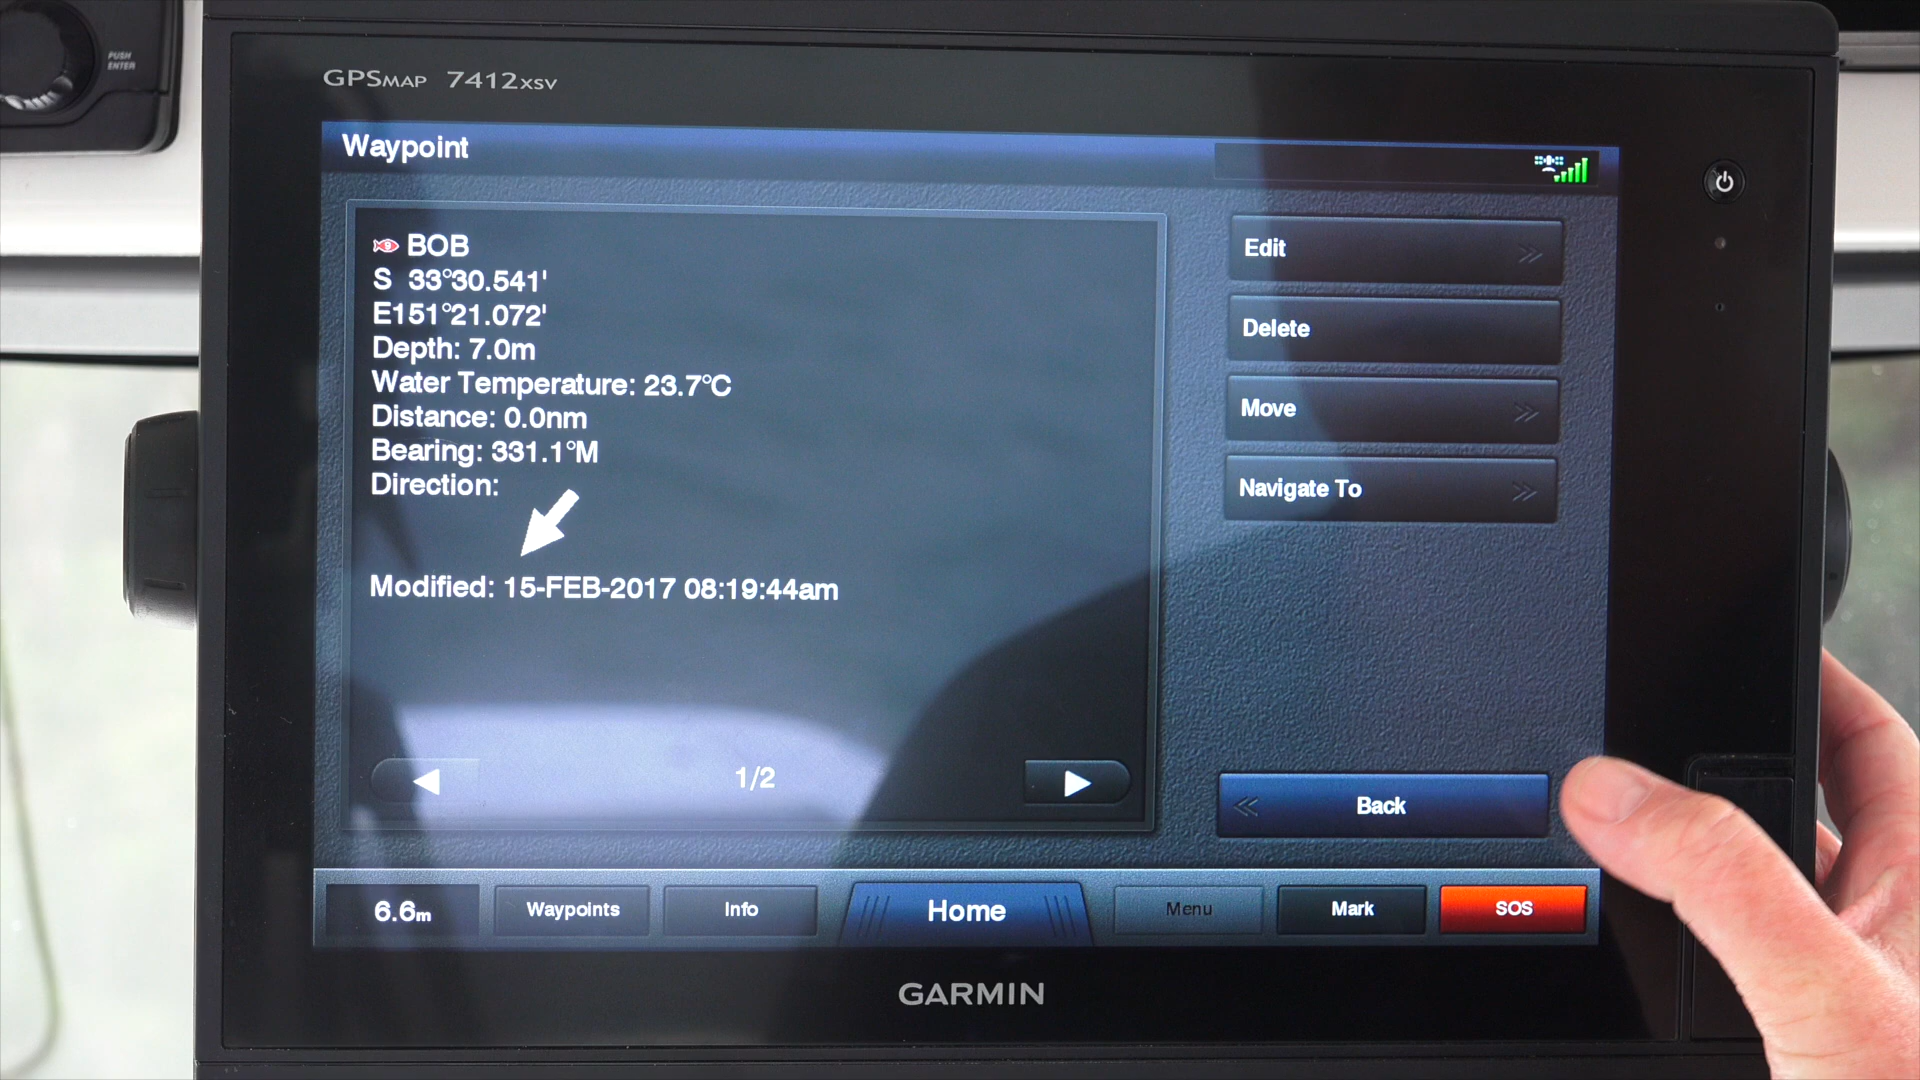 PUSH
ENTER
GPSMAP 7412xsv
Waypoint
9 BOB
S 33°30.541'
E151°21.072'
Depth: 7.0m
Water Temperature: 23.7°C
Distance: 0.0nm
Bearing: 331.1°M
Direction:
Modified: 15-FEB-2017 08:19:44am
1/2
Edit
Delete
Move
Navigate To
Back
6.6m
Waypoints
Info
Home
Menu
Mark
SOS
GARMIN